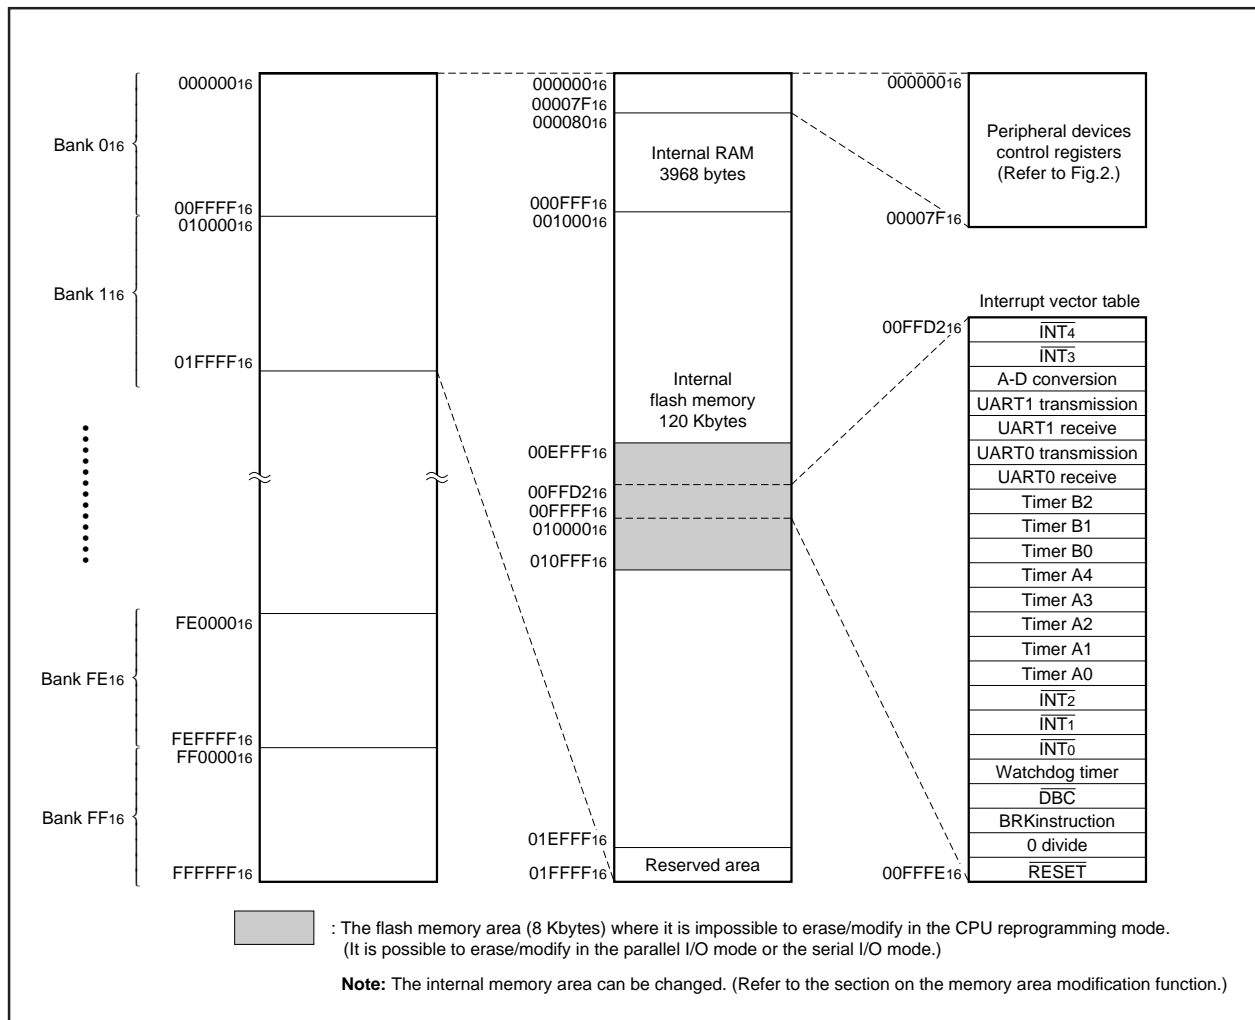 000000₁₆
Bank 0₁₆
00FFFF₁₆
010000₁₆
Bank 1₁₆
01FFFF₁₆
FE0000₁₆
Bank FE₁₆
FEFFFF₁₆
FF0000₁₆
Bank FF₁₆
FFFFFF₁₆
000000₁₆
00007F₁₆
000080₁₆
Internal RAM
3968 bytes
000FFF₁₆
001000₁₆
Internal
flash memory
120 Kbytes
00EFFF₁₆
00FFD2₁₆
00FFFF₁₆
010000₁₆
010FFF₁₆
01EFFF₁₆
Reserved area
01FFFF₁₆
000000₁₆
Peripheral devices
control registers
(Refer to Fig.2.)
00007F₁₆
Interrupt vector table
00FFD2₁₆
I̅N̅T̅₄
I̅N̅T̅₃
A-D conversion
UART1 transmission
UART1 receive
UART0 transmission
UART0 receive
Timer B2
Timer B1
Timer B0
Timer A4
Timer A3
Timer A2
Timer A1
Timer A0
I̅N̅T̅₂
I̅N̅T̅₁
I̅N̅T̅₀
Watchdog timer
D̅B̅C̅
BRKinstruction
0 divide
00FFFE₁₆
R̅E̅S̅E̅T̅
: The flash memory area (8 Kbytes) where it is impossible to erase/modify in the CPU reprogramming mode.
(It is possible to erase/modify in the parallel I/O mode or the serial I/O mode.)
Note: The internal memory area can be changed. (Refer to the section on the memory area modification function.)